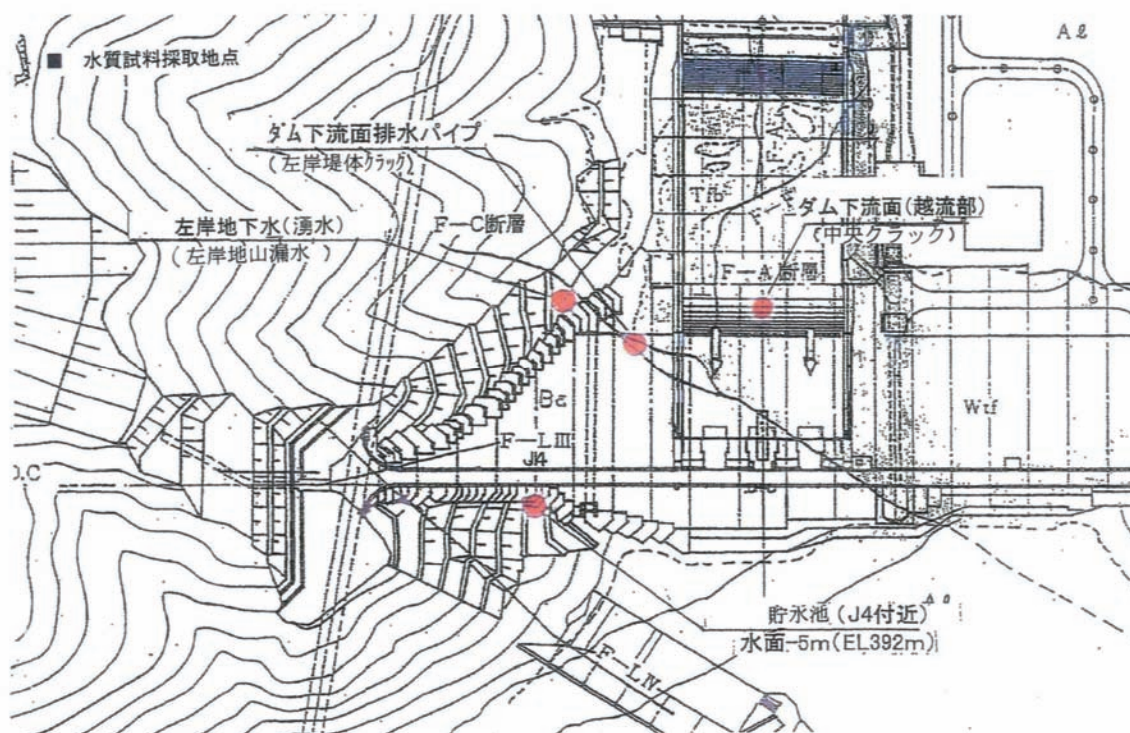 ■ 水質試料採取地点
Aℓ
ダム下流面排水パイプ
(左岸堤体クラック)
左岸地下水(湧水)
(左岸地山漏水)
F-C断層
F-A
Tfb
ダム下流面(越流部)
(中央クラック)
F-A断層
Wtf
F-LⅢ
J4
D.C
貯水池(J4付近)
水面-5m(EL392m)
F-LⅣ